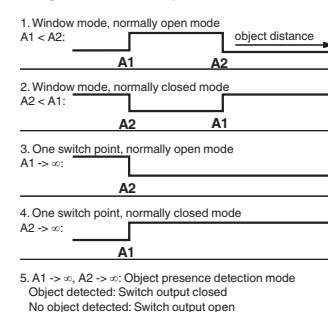 1. Window mode, normally open mode
A1 < A2:
object distance
A1 A2
2. Window mode, normally closed mode
A2 < A1:
A2 A1
3. One switch point, normally open mode
A1 -> ∞:
A2
4. One switch point, normally closed mode
A2 -> ∞:
A1
5. A1 -> ∞, A2 -> ∞: Object presence detection mode
Object detected: Switch output closed
No object detected: Switch output open